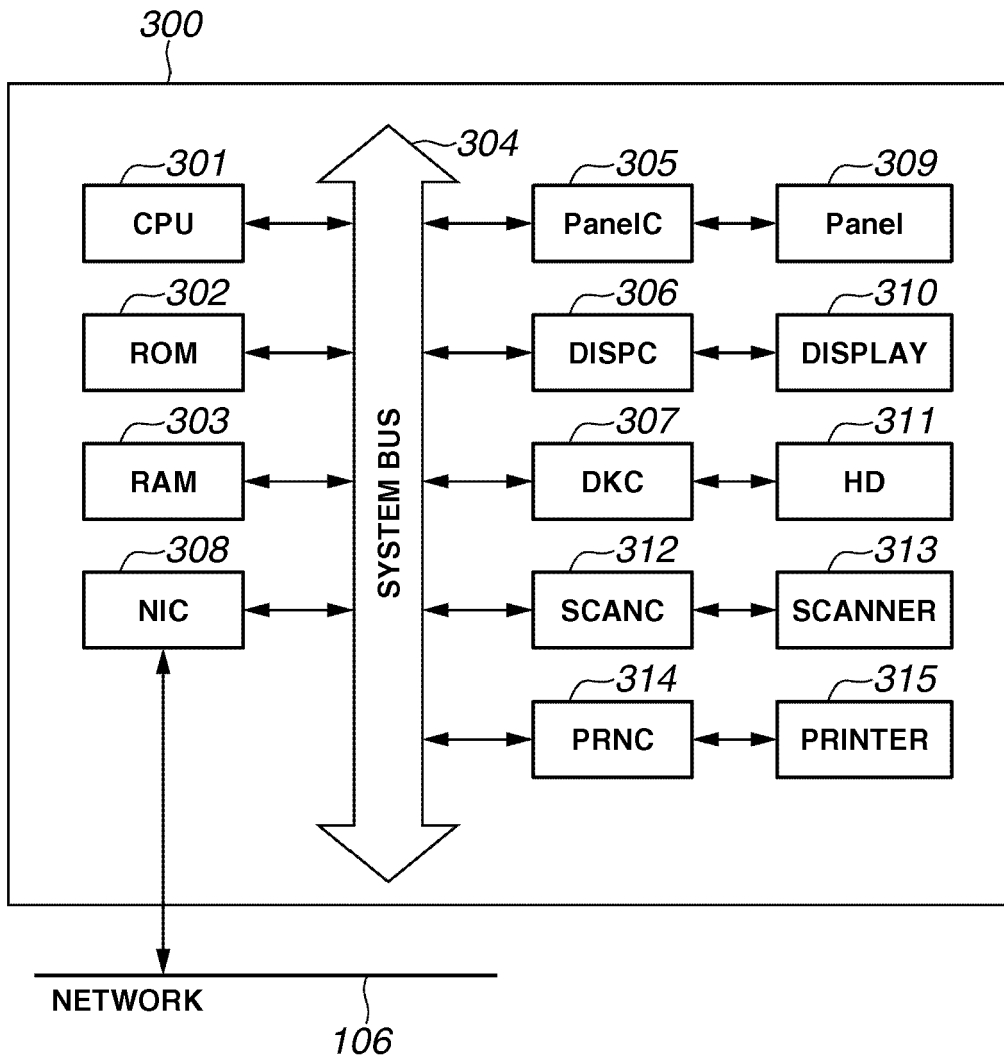 300
304
301
CPU
305
PanelC
309
Panel
302
ROM
306
DISPC
310
DISPLAY
303
RAM
307
DKC
311
HD
308
NIC
312
SCANC
313
SCANNER
314
PRNC
315
PRINTER
SYSTEM BUS
NETWORK
106